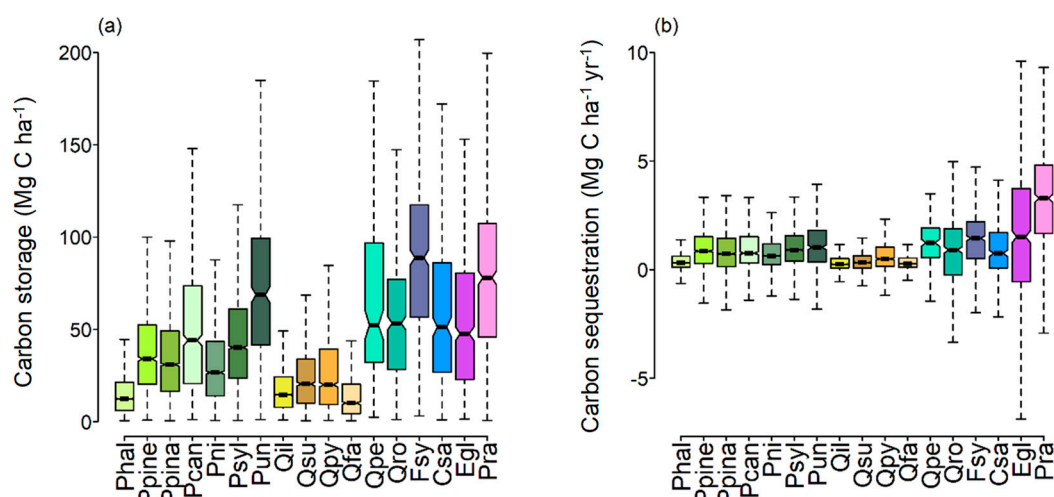 (a)
Carbon storage (Mg C ha⁻¹)
200
150
100
50
0
Phal
Ppine
Ppina
Pcan
Pni
Psyl
Pun
Qil
Qsu
Qpy
Qfa
Qpe
Qro
Fsy
Csa
Egl
Pra
(b)
Carbon sequestration (Mg C ha⁻¹ yr⁻¹)
10
5
0
-5
Phal
Ppine
Ppina
Pcan
Pni
Psyl
Pun
Qil
Qsu
Qpy
Qfa
Qpe
Qro
Fsy
Csa
Egl
Pra